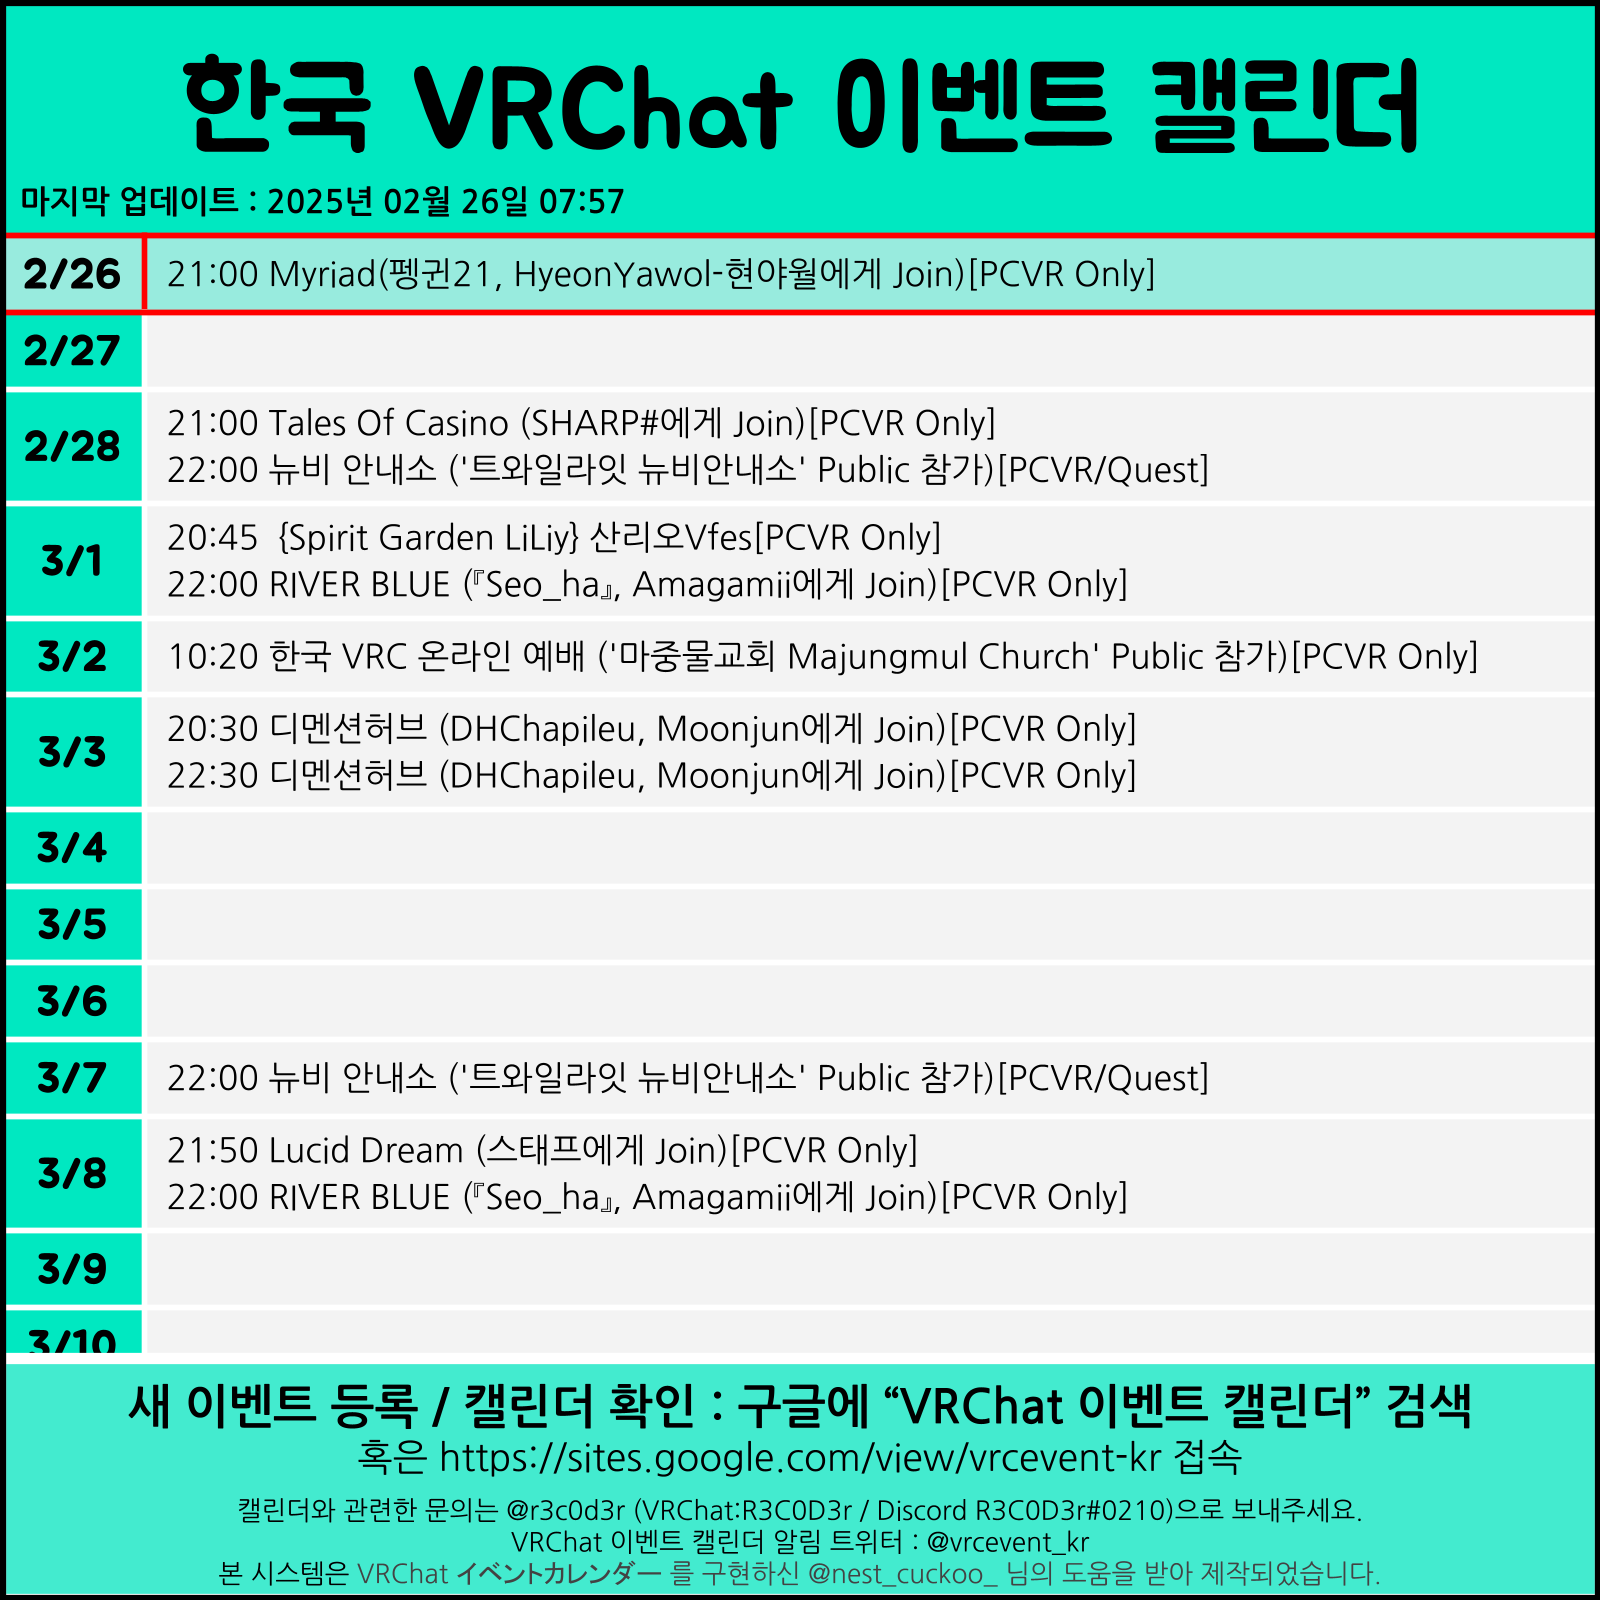 한국 VRChat 이벤트 캘린더
마지막 업데이트 : 2025년 02월 26일 07:57
2/26
21:00 Myriad(펭귄21, HyeonYawol-현야월에게 Join)[PCVR Only]
2/27
2/28
21:00 Tales Of Casino (SHARP#에게 Join)[PCVR Only]
22:00 뉴비 안내소 ('트와일라잇 뉴비안내소' Public 참가)[PCVR/Quest]
3/1
20:45  {Spirit Garden LiLiy} 산리오Vfes[PCVR Only]
22:00 RIVER BLUE (『Seo_ha』, Amagamii에게 Join)[PCVR Only]
3/2
10:20 한국 VRC 온라인 예배 ('마중물교회 Majungmul Church' Public 참가)[PCVR Only]
3/3
20:30 디멘션허브 (DHChapileu, Moonjun에게 Join)[PCVR Only]
22:30 디멘션허브 (DHChapileu, Moonjun에게 Join)[PCVR Only]
3/4
3/5
3/6
3/7
22:00 뉴비 안내소 ('트와일라잇 뉴비안내소' Public 참가)[PCVR/Quest]
3/8
21:50 Lucid Dream (스태프에게 Join)[PCVR Only]
22:00 RIVER BLUE (『Seo_ha』, Amagamii에게 Join)[PCVR Only]
3/9
3/10
새 이벤트 등록 / 캘린더 확인 : 구글에 “VRChat 이벤트 캘린더” 검색
혹은 https://sites.google.com/view/vrcevent-kr 접속
캘린더와 관련한 문의는 @r3c0d3r (VRChat:R3C0D3r / Discord R3C0D3r#0210)으로 보내주세요.
VRChat 이벤트 캘린더 알림 트위터 : @vrcevent_kr
본 시스템은 VRChat イベントカレンダー 를 구현하신 @nest_cuckoo_ 님의 도움을 받아 제작되었습니다.